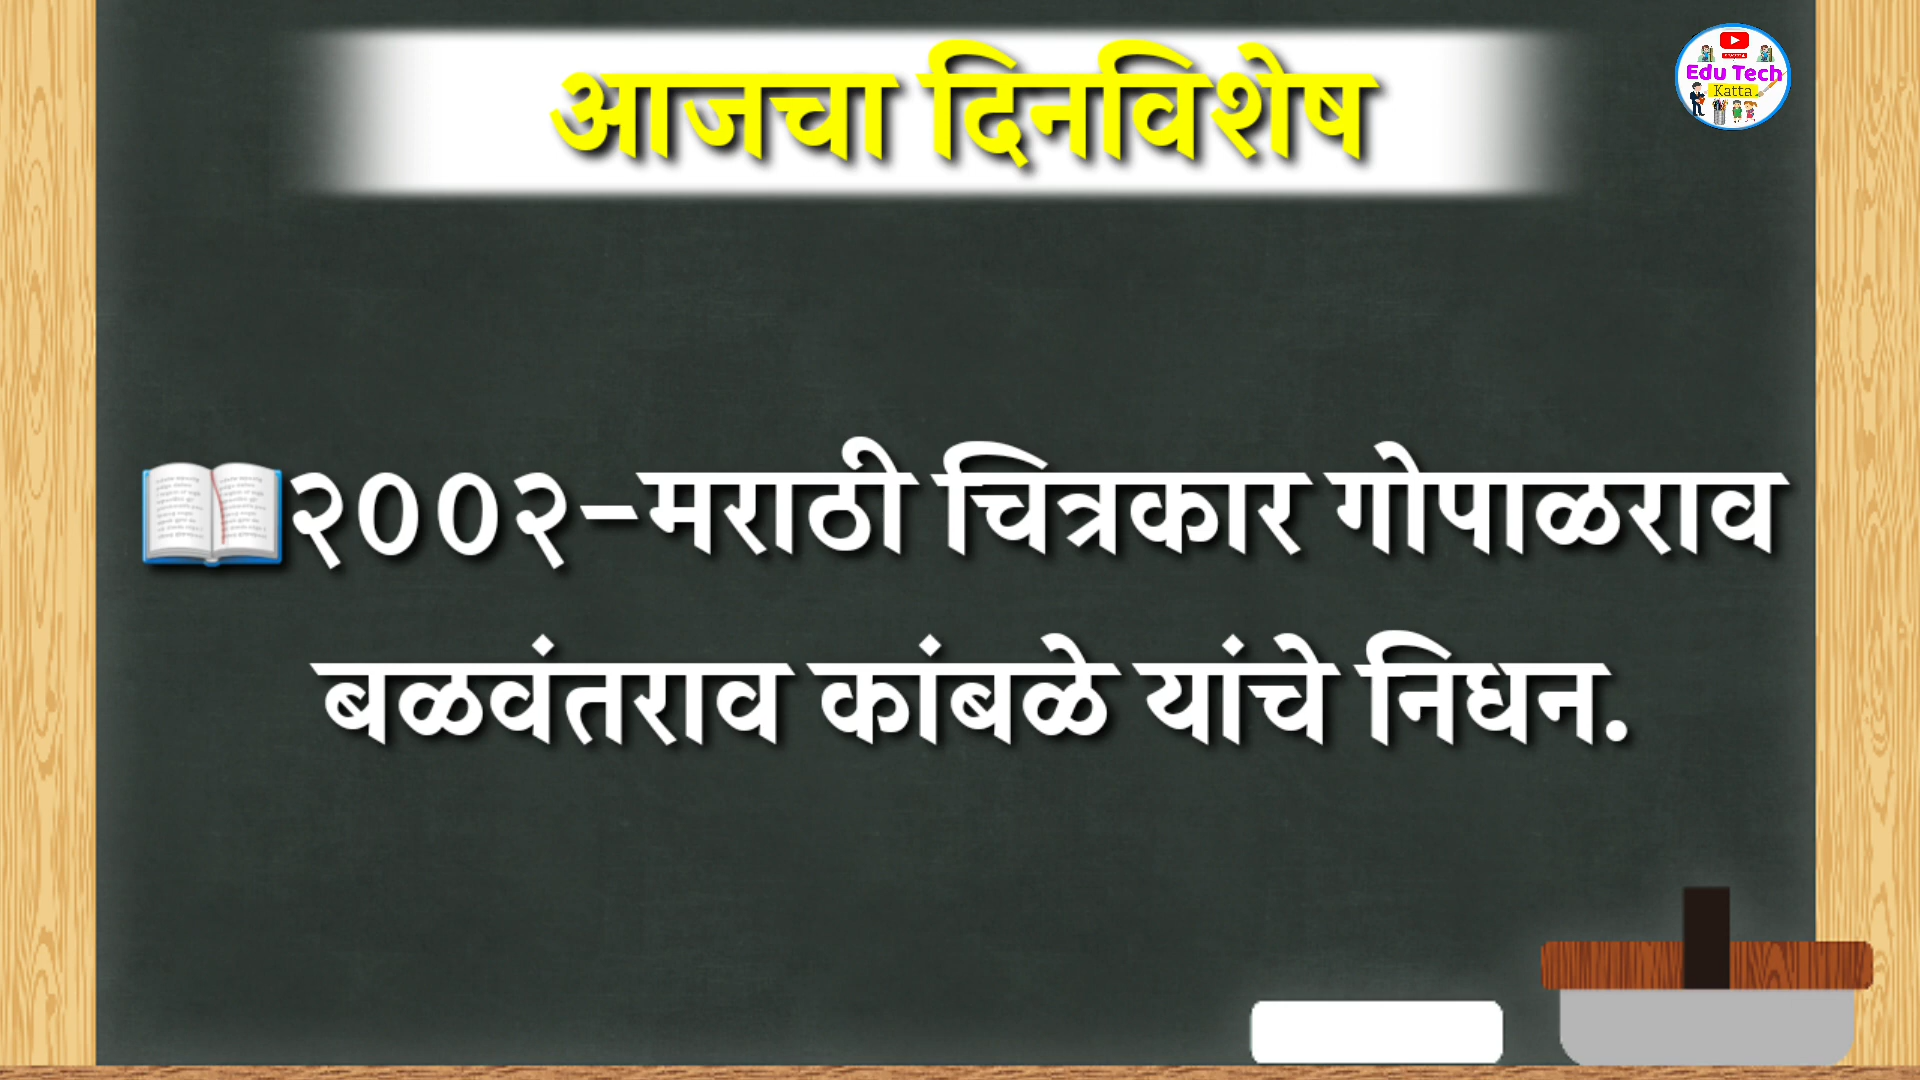 आजचा दिनविशेष
Edu Tech
Katta
२००२-मराठी चित्रकार गोपाळराव
बळवंतराव कांबळे यांचे निधन.